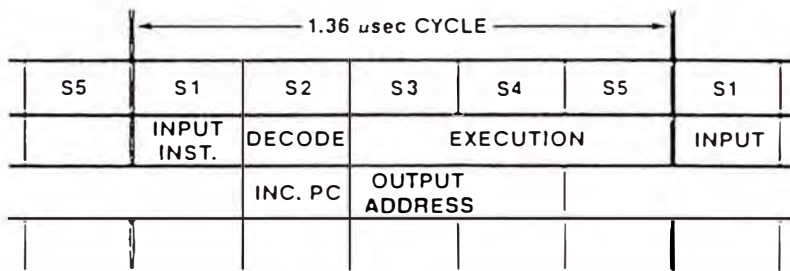 1.36 µsec CYCLE
S5 S1 S2 S3 S4 S5 S1
INPUT INST. DECODE EXECUTION INPUT
INC. PC OUTPUT ADDRESS